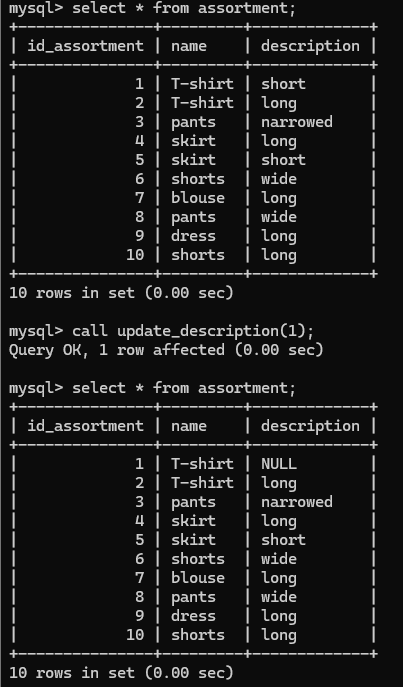 mysql> select * from assortment;
+---------------+---------+-------------+
| id_assortment | name    | description |
+---------------+---------+-------------+
|             1 | T-shirt | short       |
|             2 | T-shirt | long        |
|             3 | pants   | narrowed    |
|             4 | skirt   | long        |
|             5 | skirt   | short       |
|             6 | shorts  | wide        |
|             7 | blouse  | long        |
|             8 | pants   | wide        |
|             9 | dress   | long        |
|            10 | shorts  | long        |
+---------------+---------+-------------+
10 rows in set (0.00 sec)
mysql> call update_description(1);
Query OK, 1 row affected (0.00 sec)
mysql> select * from assortment;
+---------------+---------+-------------+
| id_assortment | name    | description |
+---------------+---------+-------------+
|             1 | T-shirt | NULL        |
|             2 | T-shirt | long        |
|             3 | pants   | narrowed    |
|             4 | skirt   | long        |
|             5 | skirt   | short       |
|             6 | shorts  | wide        |
|             7 | blouse  | long        |
|             8 | pants   | wide        |
|             9 | dress   | long        |
|            10 | shorts  | long        |
+---------------+---------+-------------+
10 rows in set (0.00 sec)